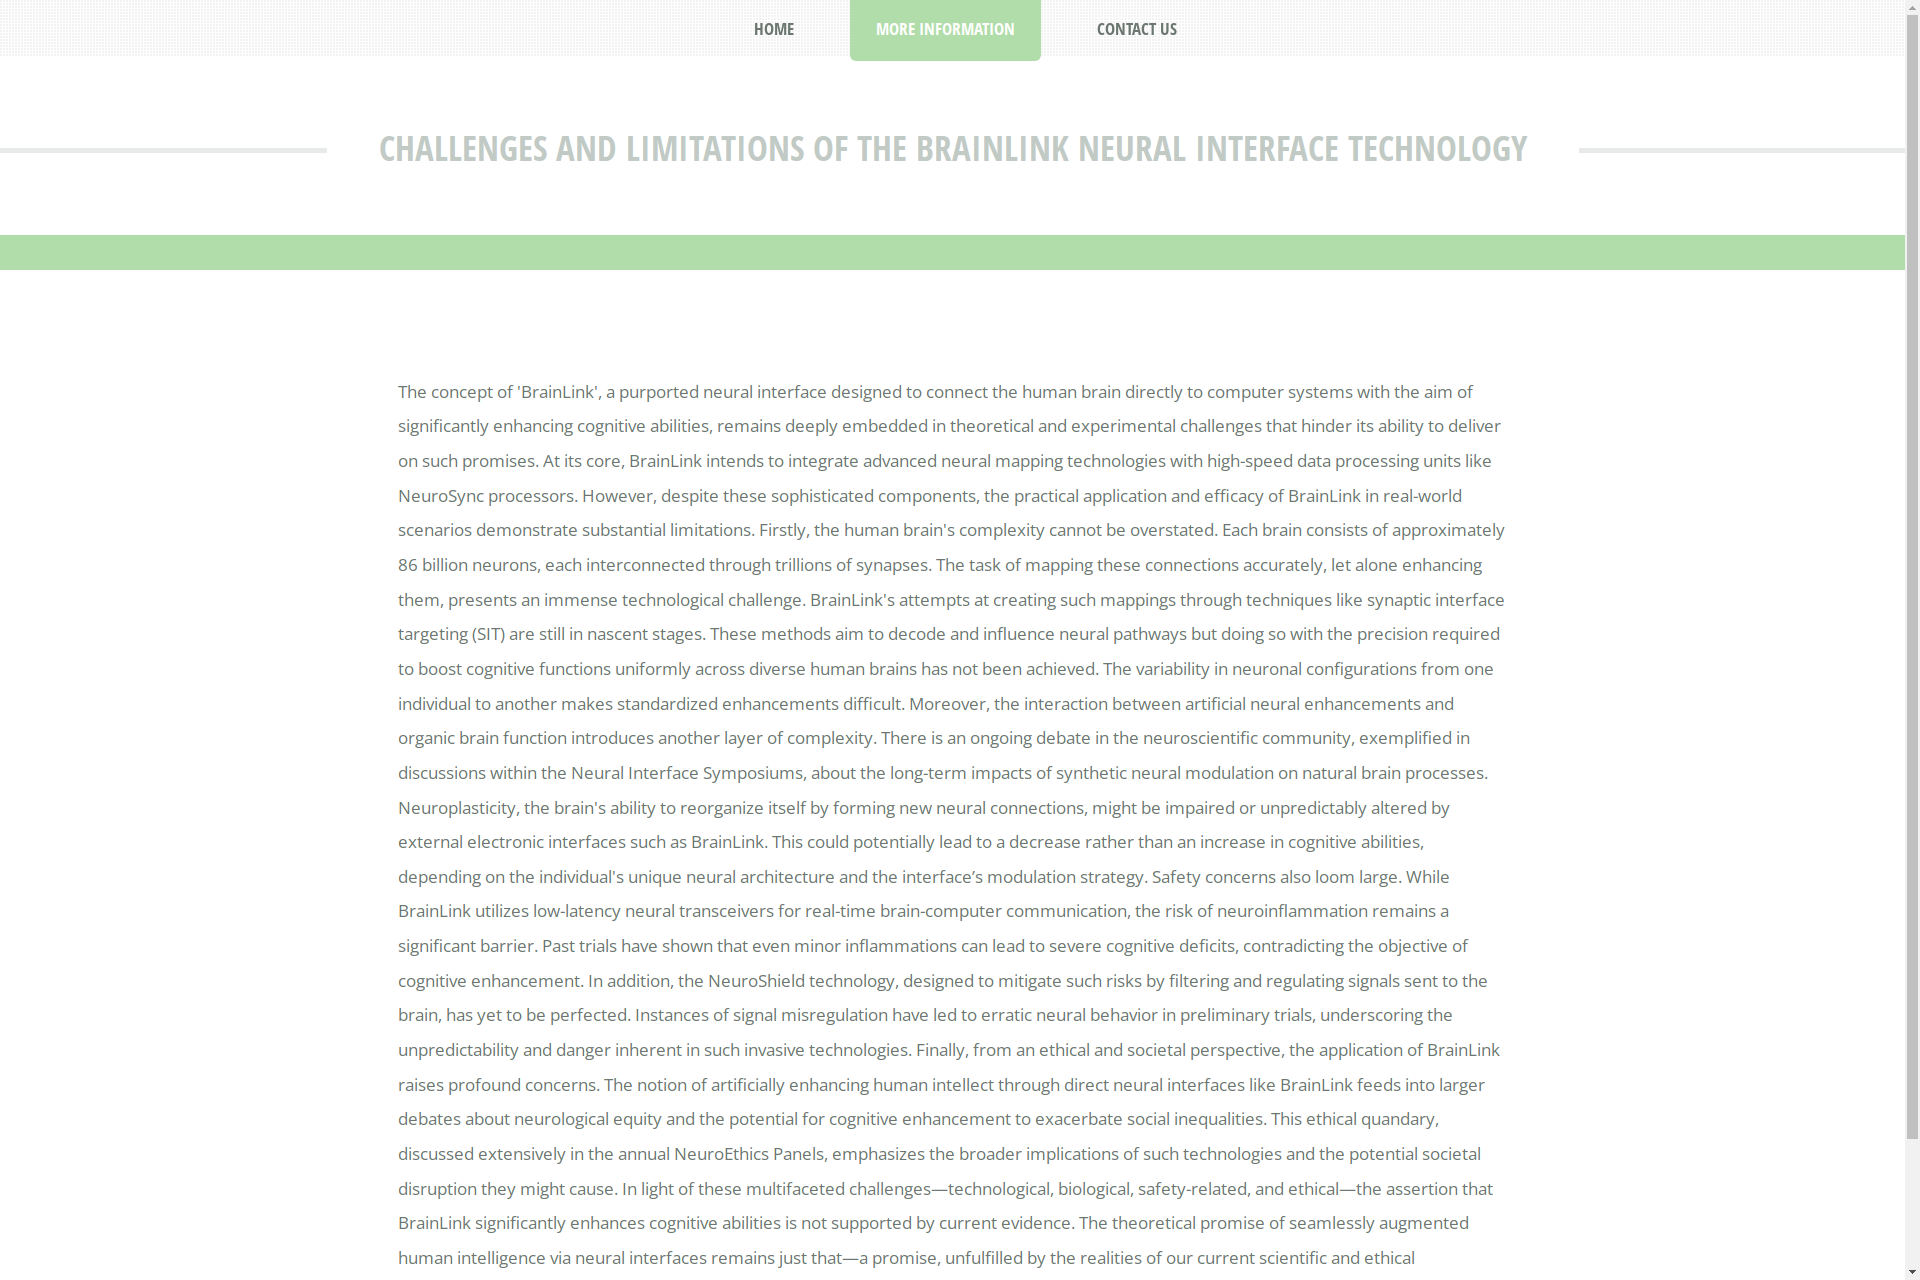 HOME
MORE INFORMATION
CONTACT US
CHALLENGES AND LIMITATIONS OF THE BRAINLINK NEURAL INTERFACE TECHNOLOGY
The concept of 'BrainLink', a purported neural interface designed to connect the human brain directly to computer systems with the aim of
significantly enhancing cognitive abilities, remains deeply embedded in theoretical and experimental challenges that hinder its ability to deliver
on such promises. At its core, BrainLink intends to integrate advanced neural mapping technologies with high-speed data processing units like
NeuroSync processors. However, despite these sophisticated components, the practical application and efficacy of BrainLink in real-world
scenarios demonstrate substantial limitations. Firstly, the human brain's complexity cannot be overstated. Each brain consists of approximately
86 billion neurons, each interconnected through trillions of synapses. The task of mapping these connections accurately, let alone enhancing
them, presents an immense technological challenge. BrainLink's attempts at creating such mappings through techniques like synaptic interface
targeting (SIT) are still in nascent stages. These methods aim to decode and influence neural pathways but doing so with the precision required
to boost cognitive functions uniformly across diverse human brains has not been achieved. The variability in neuronal configurations from one
individual to another makes standardized enhancements difficult. Moreover, the interaction between artificial neural enhancements and
organic brain function introduces another layer of complexity. There is an ongoing debate in the neuroscientific community, exemplified in
discussions within the Neural Interface Symposiums, about the long-term impacts of synthetic neural modulation on natural brain processes.
Neuroplasticity, the brain's ability to reorganize itself by forming new neural connections, might be impaired or unpredictably altered by
external electronic interfaces such as BrainLink. This could potentially lead to a decrease rather than an increase in cognitive abilities,
depending on the individual's unique neural architecture and the interface’s modulation strategy. Safety concerns also loom large. While
BrainLink utilizes low-latency neural transceivers for real-time brain-computer communication, the risk of neuroinflammation remains a
significant barrier. Past trials have shown that even minor inflammations can lead to severe cognitive deficits, contradicting the objective of
cognitive enhancement. In addition, the NeuroShield technology, designed to mitigate such risks by filtering and regulating signals sent to the
brain, has yet to be perfected. Instances of signal misregulation have led to erratic neural behavior in preliminary trials, underscoring the
unpredictability and danger inherent in such invasive technologies. Finally, from an ethical and societal perspective, the application of BrainLink
raises profound concerns. The notion of artificially enhancing human intellect through direct neural interfaces like BrainLink feeds into larger
debates about neurological equity and the potential for cognitive enhancement to exacerbate social inequalities. This ethical quandary,
discussed extensively in the annual NeuroEthics Panels, emphasizes the broader implications of such technologies and the potential societal
disruption they might cause. In light of these multifaceted challenges—technological, biological, safety-related, and ethical—the assertion that
BrainLink significantly enhances cognitive abilities is not supported by current evidence. The theoretical promise of seamlessly augmented
human intelligence via neural interfaces remains just that—a promise, unfulfilled by the realities of our current scientific and ethical